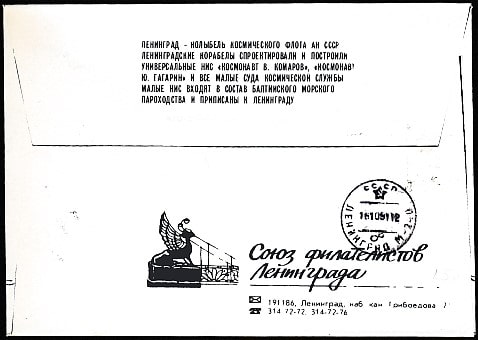 ЛЕНИНГРАД - КОЛЫБЕЛЬ КОСМИЧЕСКОГО ФЛОТА АН СССР
ЛЕНИНГРАДСКИЕ КОРАБЕЛЫ СПРОЕКТИРОВАЛИ И ПОСТРОИЛИ
УНИВЕРСАЛЬНЫЕ НИС «КОСМОНАВТ В. КОМАРОВ», «КОСМОНАВТ
Ю. ГАГАРИН» И ВСЕ МАЛЫЕ СУДА КОСМИЧЕСКОЙ СЛУЖБЫ
МАЛЫЕ НИС ВХОДЯТ В СОСТАВ БАЛТИЙСКОГО МОРСКОГО
ПАРОХОДСТВА И ПРИПИСАНЫ К ЛЕНИНГРАДУ
СССР
ЛЕНИНГРАД
Союз филателистов
Ленинграда
191186, Ленинград, наб кан Грибоедова
314 72-72, 314-72-76